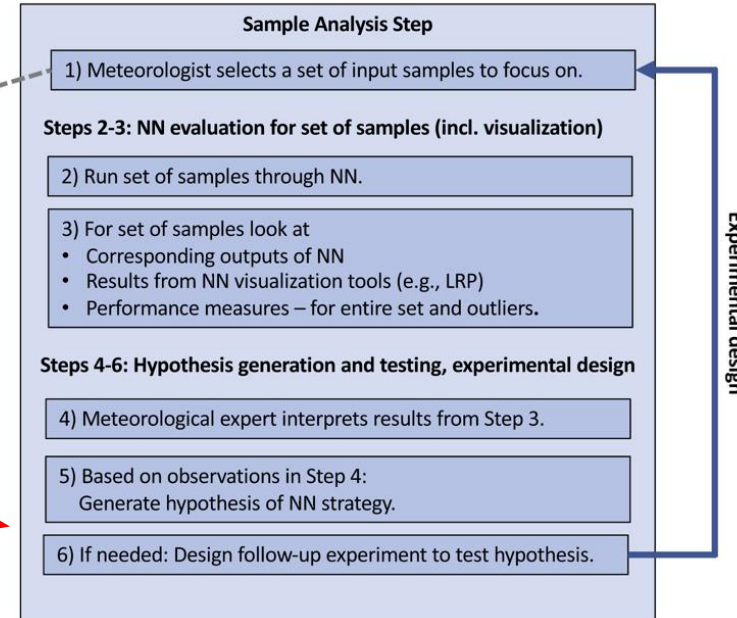 Sample Analysis Step
1) Meteorologist selects a set of input samples to focus on.
Steps 2-3: NN evaluation for set of samples (incl. visualization)
2) Run set of samples through NN.
3) For set of samples look at
• Corresponding outputs of NN
• Results from NN visualization tools (e.g., LRP)
• Performance measures – for entire set and outliers.
Steps 4-6: Hypothesis generation and testing, experimental design
4) Meteorological expert interprets results from Step 3.
5) Based on observations in Step 4:
Generate hypothesis of NN strategy.
6) If needed: Design follow-up experiment to test hypothesis.
Experimental design